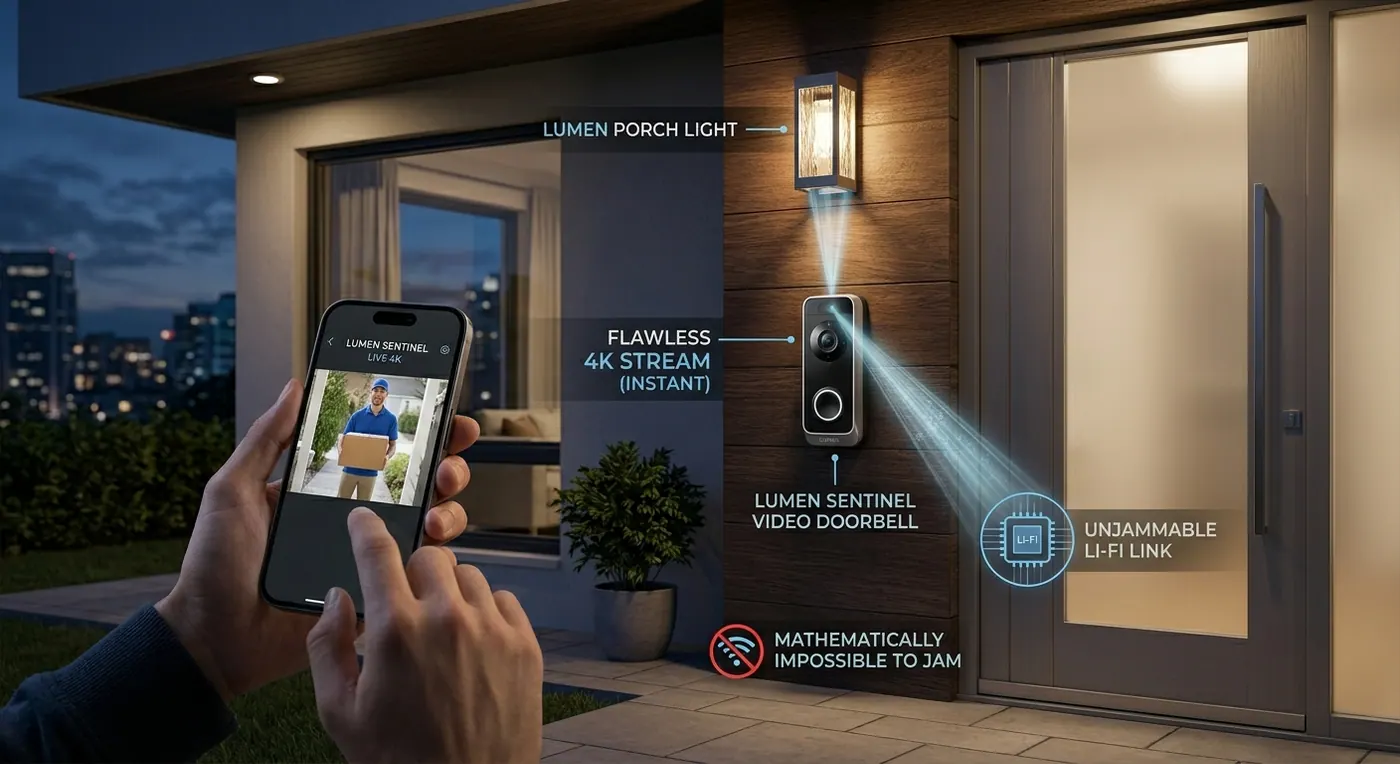 LUMEN PORCH LIGHT
LUMEN SENTINEL
LIVE 4K
FLAWLESS
4K STREAM
(INSTANT)
LUMEN SENTINEL
VIDEO DOORBELL
LI-FI
UNJAMMABLE
LI-FI LINK
MATHEMATICALLY
IMPOSSIBLE TO JAM